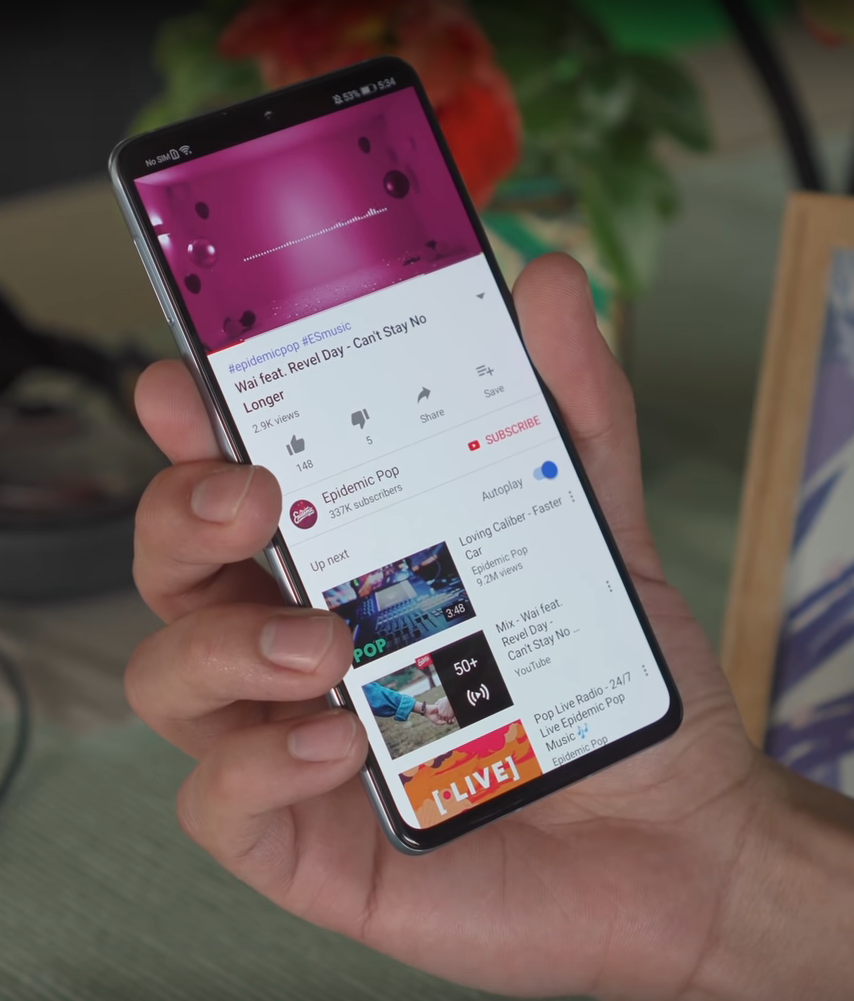 No SIM
53% 5:34
#epidemicpop #ESmusic
Wai feat. Revel Day - Can't Stay No
Longer
2.9K views
148
5
Share
Save
Epidemic Pop
337K subscribers
SUBSCRIBE
Autoplay
Up next
3:48
POP
Loving Caliber - Faster
Car
Epidemic Pop
9.2M views
50+
Mix - Wai feat.
Revel Day -
Can't Stay No ...
YouTube
[LIVE]
Pop Live Radio - 24/7
Live Epidemic Pop
Music 🎶
Epidemic Pop